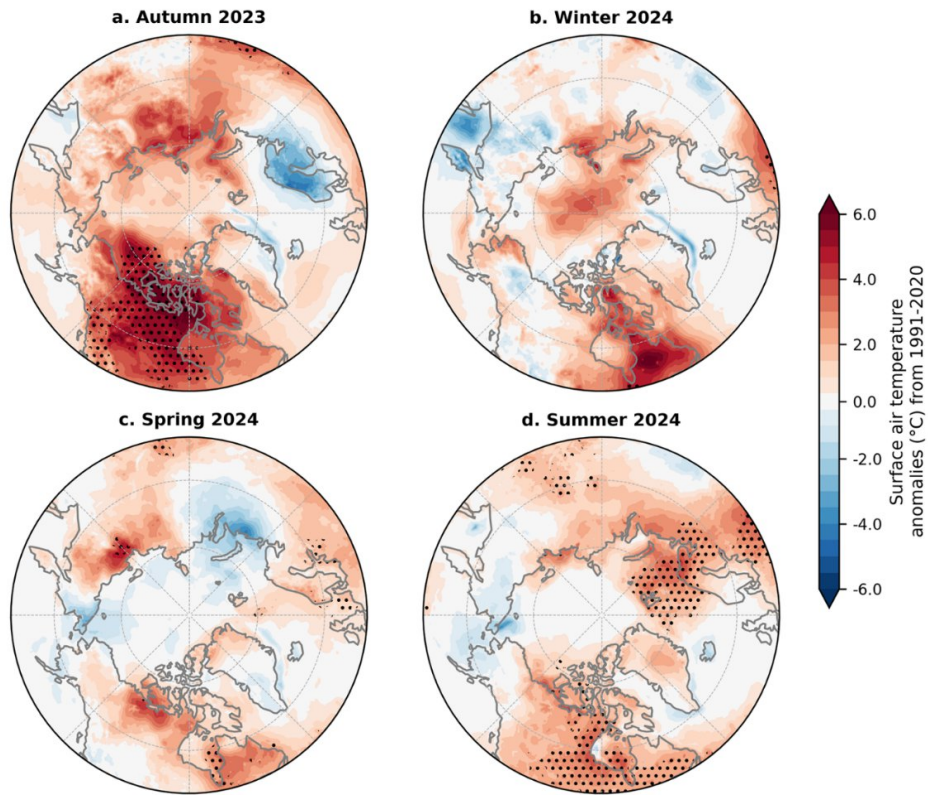 a. Autumn 2023
b. Winter 2024
c. Spring 2024
d. Summer 2024
6.0
4.0
2.0
0.0
-2.0
-4.0
-6.0
Surface air temperature
anomalies (°C) from 1991-2020